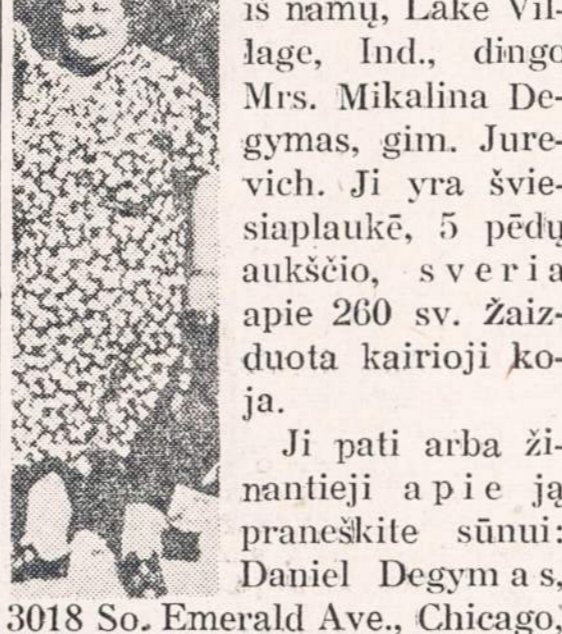 iš namų, Lake Vil-
lage, Ind., dingo
Mrs. Mikalina De-
gymas, gim. Jure-
vich. Ji yra švie-
siaplaukė, 5 pėdų
aukščio, sveria
apie 260 sv. Žaiz-
duota kairioji ko-
ja.
Ji pati arba ži-
nantieji apie ją
praneškite sūnui:
Daniel Degymas,
3018 So. Emerald Ave., Chicago,